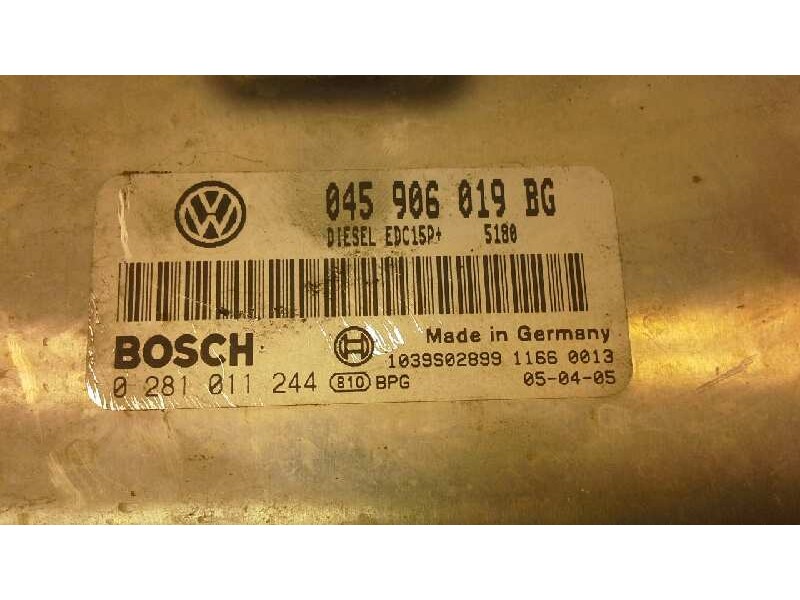 045 906 019 BG
DIESEL EDC15P+ 5180
BOSCH
Made in Germany
1039S02899 1166 0013
0 281 011 244 810 BPG 05-04-05